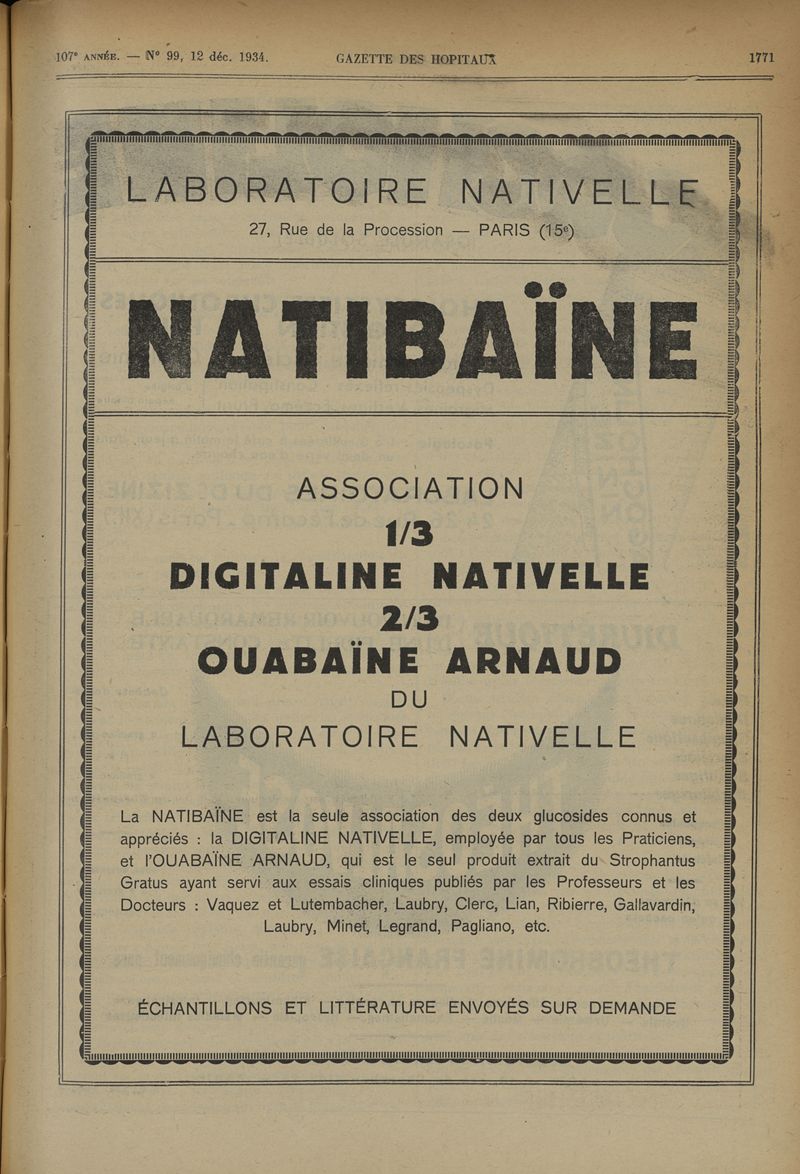 107e ANNÉE. — No 99, 12 déc. 1934. GAZETTE DES HOPITAUX 1771
LABORATOIRE NATIVELLE
27, Rue de la Procession — PARIS (15e)
NATIBAÏNE
ASSOCIATION
1/3
DIGITALINE NATIVELLE
2/3
OUABAÏNE ARNAUD
DU
LABORATOIRE NATIVELLE
La NATIBAÏNE est la seule association des deux glucosides connus et
appréciés : la DIGITALINE NATIVELLE, employée par tous les Praticiens,
et l'OUABAÏNE ARNAUD, qui est le seul produit extrait du Strophantus
Gratus ayant servi aux essais cliniques publiés par les Professeurs et les
Docteurs : Vaquez et Lutembacher, Laubry, Clerc, Lian, Ribierre, Gallavardin,
Laubry, Minet, Legrand, Pagliano, etc.
ÉCHANTILLONS ET LITTÉRATURE ENVOYÉS SUR DEMANDE